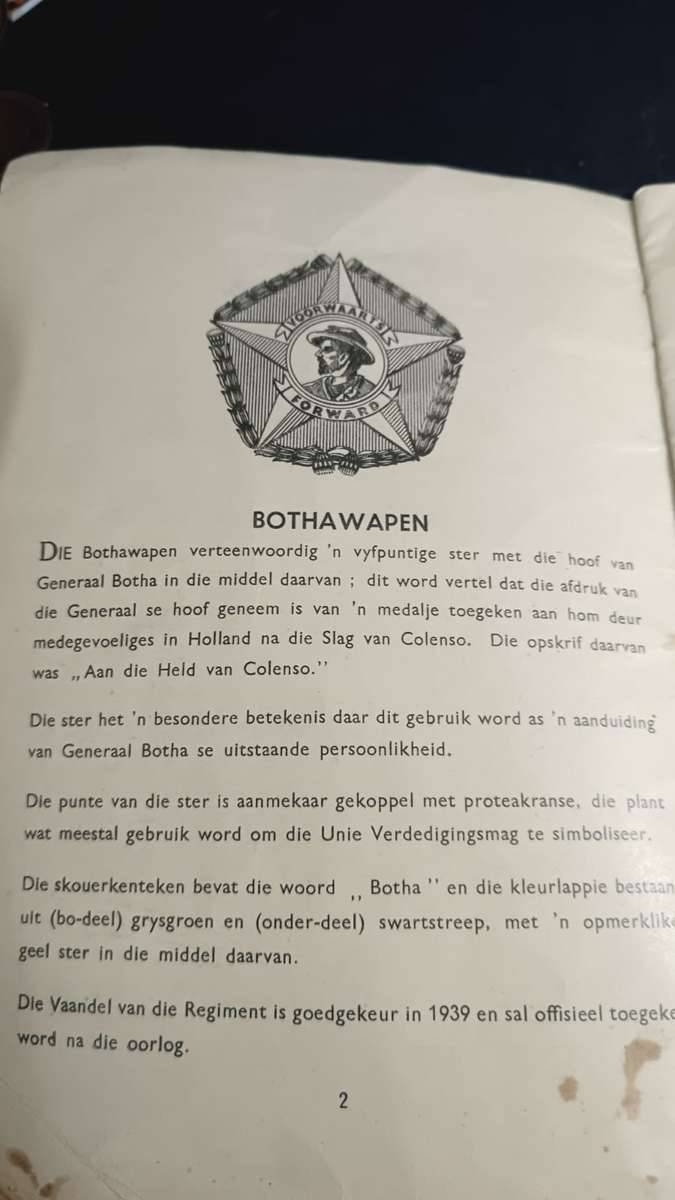 VOORWAARTS
FORWARD
BOTHAWAPEN
DIE Bothawapen verteenwoordig 'n vyfpuntige ster met die hoof van
Generaal Botha in die middel daarvan ; dit word vertel dat die afdruk van
die Generaal se hoof geneem is van 'n medalje toegeken aan hom deur
medegevoeliges in Holland na die Slag van Colenso. Die opskrif daarvan
was ,,Aan die Held van Colenso.''
Die ster het 'n besondere betekenis daar dit gebruik word as 'n aanduiding
van Generaal Botha se uitstaande persoonlikheid.
Die punte van die ster is aanmekaar gekoppel met proteakranse, die plant
wat meestal gebruik word om die Unie Verdedigingsmag te simboliseer.
Die skouerkenteken bevat die woord ,, Botha '' en die kleurlappie bestaan
uit (bo-deel) grysgroen en (onder-deel) swartstreep, met 'n opmerklike
geel ster in die middel daarvan.
Die Vaandel van die Regiment is goedgekeur in 1939 en sal offisieel toegeke
word na die oorlog.
2